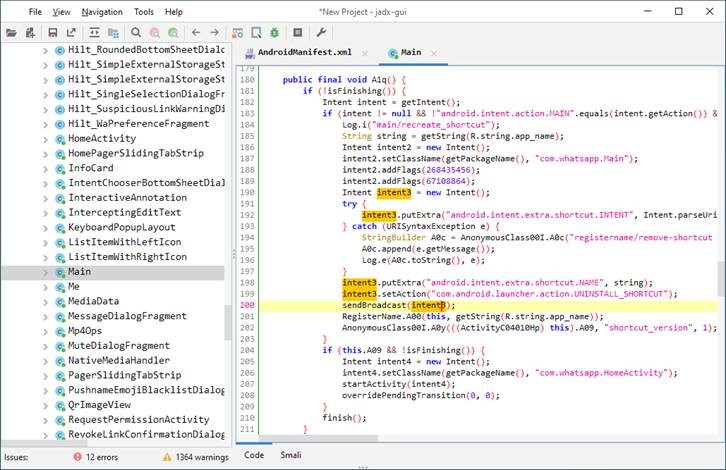 *New Project - jadx-gui
File View Navigation Tools Help
AndroidManifest.xml Main
Hilt_RoundedBottomSheetDialo
Hilt_SimpleExternalStorageSt
Hilt_SimpleExternalStorageSt
Hilt_SingleSelectionDialogFr
Hilt_SuspiciousLinkWarningDi
Hilt_WaPreferenceFragment
HomeActivity
HomePagerSlidingTabStrip
InfoCard
IntentChooserBottomSheetDial
InteractiveAnnotation
InterceptingEditText
KeyboardPopupLayout
ListItemWithLeftIcon
ListItemWithRightIcon
Main
Me
MediaData
MessageDialogFragment
Mp4Ops
MuteDialogFragment
NativeMediaHandler
PagerSlidingTabStrip
PushnameEmojiBlacklistDialog
QrImageView
RequestPermissionActivity
RevokeLinkConfirmationDialog
179
180 public final void A1q() {
181 if (!isFinishing()) {
182 Intent intent = getIntent();
183 if (intent != null && !"android.intent.action.MAIN".equals(intent.getAction()) &
184 Log.i("main/recreate_shortcut");
185 String string = getString(R.string.app_name);
186 Intent intent2 = new Intent();
187 intent2.setClassName(getPackageName(), "com.whatsapp.Main");
188 intent2.addFlags(268435456);
189 intent2.addFlags(67108864);
190 Intent intent3 = new Intent();
191 try {
192 intent3.putExtra("android.intent.extra.shortcut.INTENT", Intent.parseUri
193 } catch (URISyntaxException e) {
194 StringBuilder A0c = AnonymousClass00I.A0c("registername/remove-shortcut
195 A0c.append(e.getMessage());
196 Log.e(A0c.toString(), e);
197 }
198 intent3.putExtra("android.intent.extra.shortcut.NAME", string);
199 intent3.setAction("com.android.launcher.action.UNINSTALL_SHORTCUT");
200 sendBroadcast(intent3);
201 RegisterName.A00(this, getString(R.string.app_name));
202 AnonymousClass00I.A0y(((ActivityC04010Hp) this).A09, "shortcut_version", 1);
203 }
204 if (this.A09 && !isFinishing()) {
205 Intent intent4 = new Intent();
206 intent4.setClassName(getPackageName(), "com.whatsapp.HomeActivity");
207 startActivity(intent4);
208 overridePendingTransition(0, 0);
209 }
210 finish();
211 }
Issues: 12 errors 1364 warnings Code Smali